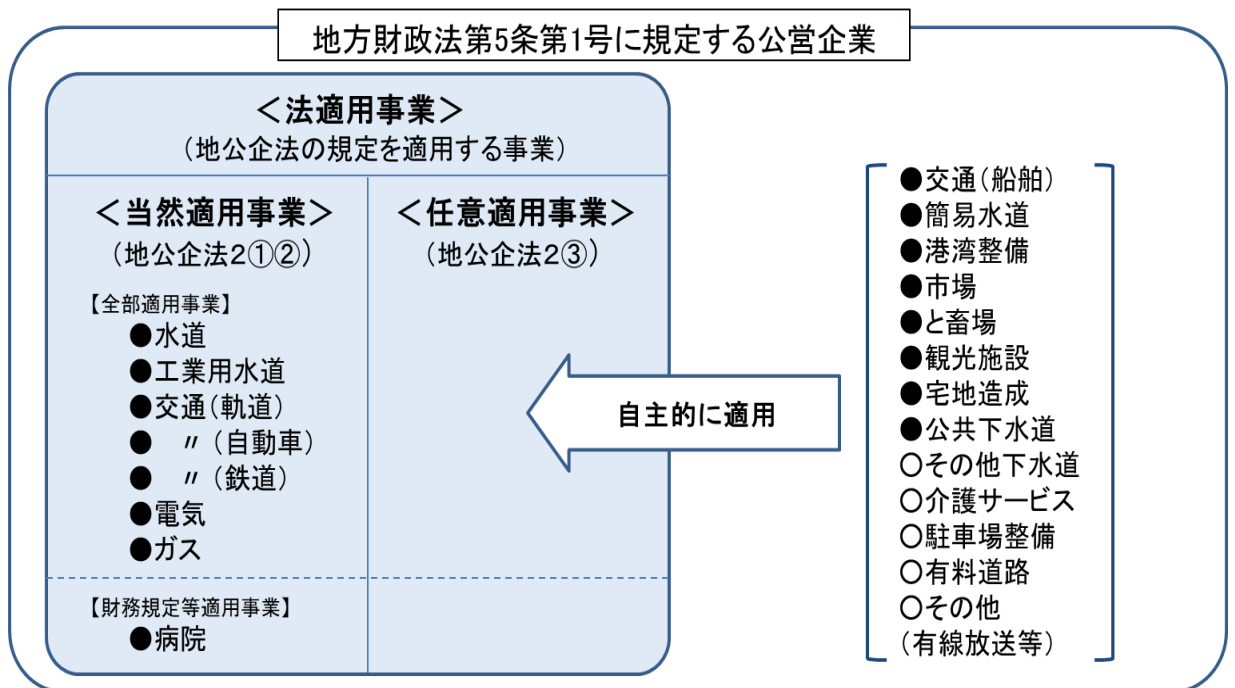 地方財政法第5条第1号に規定する公営企業
＜法適用事業＞
（地公企法の規定を適用する事業）
＜当然適用事業＞
（地公企法2①②）
【全部適用事業】
●水道
●工業用水道
●交通（軌道）
●　〃（自動車）
●　〃（鉄道）
●電気
●ガス
【財務規定等適用事業】
●病院
＜任意適用事業＞
（地公企法2③）
自主的に適用
●交通（船舶）
●簡易水道
●港湾整備
●市場
●と畜場
●観光施設
●宅地造成
●公共下水道
○その他下水道
○介護サービス
○駐車場整備
○有料道路
○その他
（有線放送等）